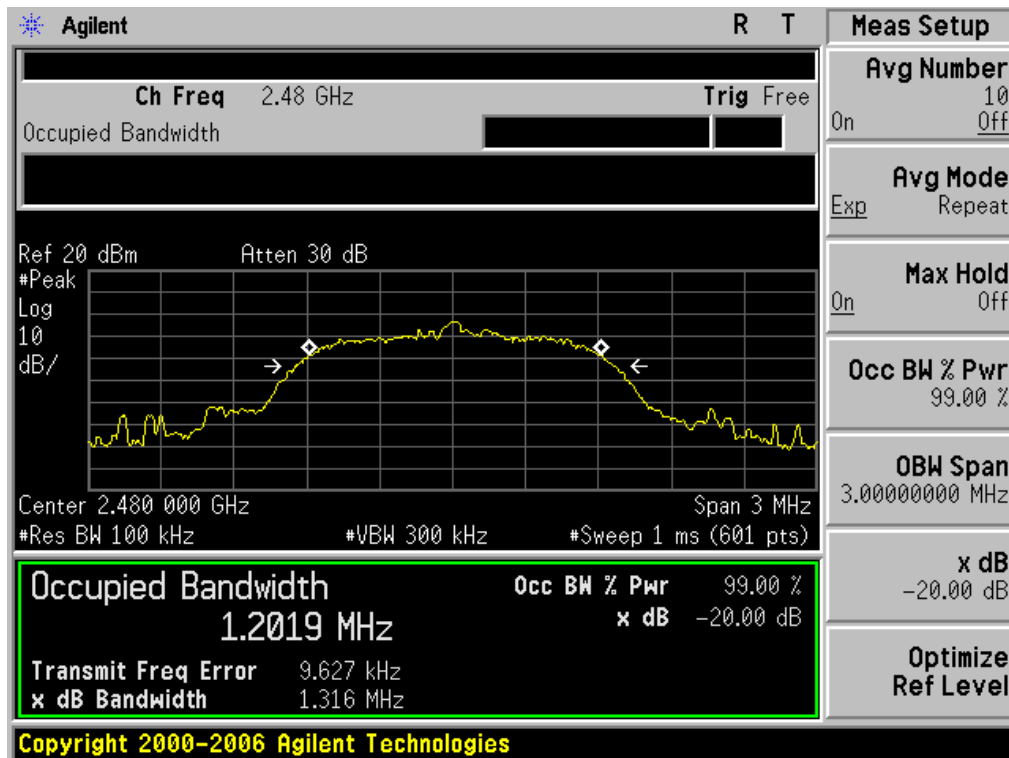 Agilent R T
Ch Freq 2.48 GHz Trig Free
Occupied Bandwidth
Ref 20 dBm Atten 30 dB
#Peak
Log
10
dB/
Center 2.480 000 GHz Span 3 MHz
#Res BW 100 kHz #VBW 300 kHz #Sweep 1 ms (601 pts)
Occupied Bandwidth Occ BW % Pwr 99.00 %
1.2019 MHz x dB -20.00 dB
Transmit Freq Error 9.627 kHz
x dB Bandwidth 1.316 MHz
Copyright 2000-2006 Agilent Technologies
Meas Setup
Avg Number
10
On Off
Avg Mode
Exp Repeat
Max Hold
On Off
Occ BW % Pwr
99.00 %
OBW Span
3.00000000 MHz
x dB
-20.00 dB
Optimize
Ref Level